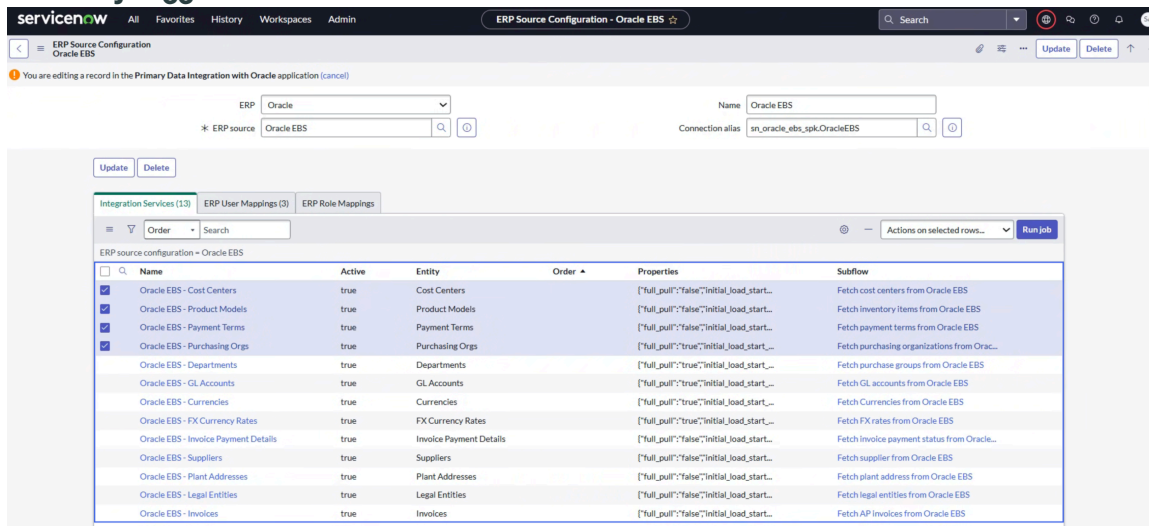 servicenow All Favorites History Workspaces Admin ERP Source Configuration - Oracle EBS ☆ Search
ERP Source Configuration
Oracle EBS
Update Delete
You are editing a record in the Primary Data Integration with Oracle application (cancel)
ERP Oracle Name Oracle EBS
* ERP source Oracle EBS Connection alias sn_oracle_ebs_spk.OracleEBS
Update Delete
Integration Services (13) ERP User Mappings (3) ERP Role Mappings
Order Search Actions on selected rows... Run job
ERP source configuration = Oracle EBS
Name Active Entity Order ▲ Properties Subflow
Oracle EBS - Cost Centers true Cost Centers {"full_pull":"false","initial_load_start... Fetch cost centers from Oracle EBS
Oracle EBS - Product Models true Product Models {"full_pull":"false","initial_load_start... Fetch inventory items from Oracle EBS
Oracle EBS - Payment Terms true Payment Terms {"full_pull":"false","initial_load_start... Fetch payment terms from Oracle EBS
Oracle EBS - Purchasing Orgs true Purchasing Orgs {"full_pull":"true","initial_load_start_... Fetch purchasing organizations from Orac...
Oracle EBS - Departments true Departments {"full_pull":"true","initial_load_start_... Fetch purchase groups from Oracle EBS
Oracle EBS - GL Accounts true GL Accounts {"full_pull":"true","initial_load_start_... Fetch GL accounts from Oracle EBS
Oracle EBS - Currencies true Currencies {"full_pull":"true","initial_load_start_... Fetch Currencies from Oracle EBS
Oracle EBS - FX Currency Rates true FX Currency Rates {"full_pull":"true","initial_load_start_... Fetch FX rates from Oracle EBS
Oracle EBS - Invoice Payment Details true Invoice Payment Details {"full_pull":"false","initial_load_start... Fetch invoice payment status from Oracle...
Oracle EBS - Suppliers true Suppliers {"full_pull":"false","initial_load_start... Fetch supplier from Oracle EBS
Oracle EBS - Plant Addresses true Plant Addresses {"full_pull":"false","initial_load_start... Fetch plant address from Oracle EBS
Oracle EBS - Legal Entities true Legal Entities {"full_pull":"false","initial_load_start... Fetch legal entities from Oracle EBS
Oracle EBS - Invoices true Invoices {"full_pull":"false","initial_load_start... Fetch AP Invoices from Oracle EBS